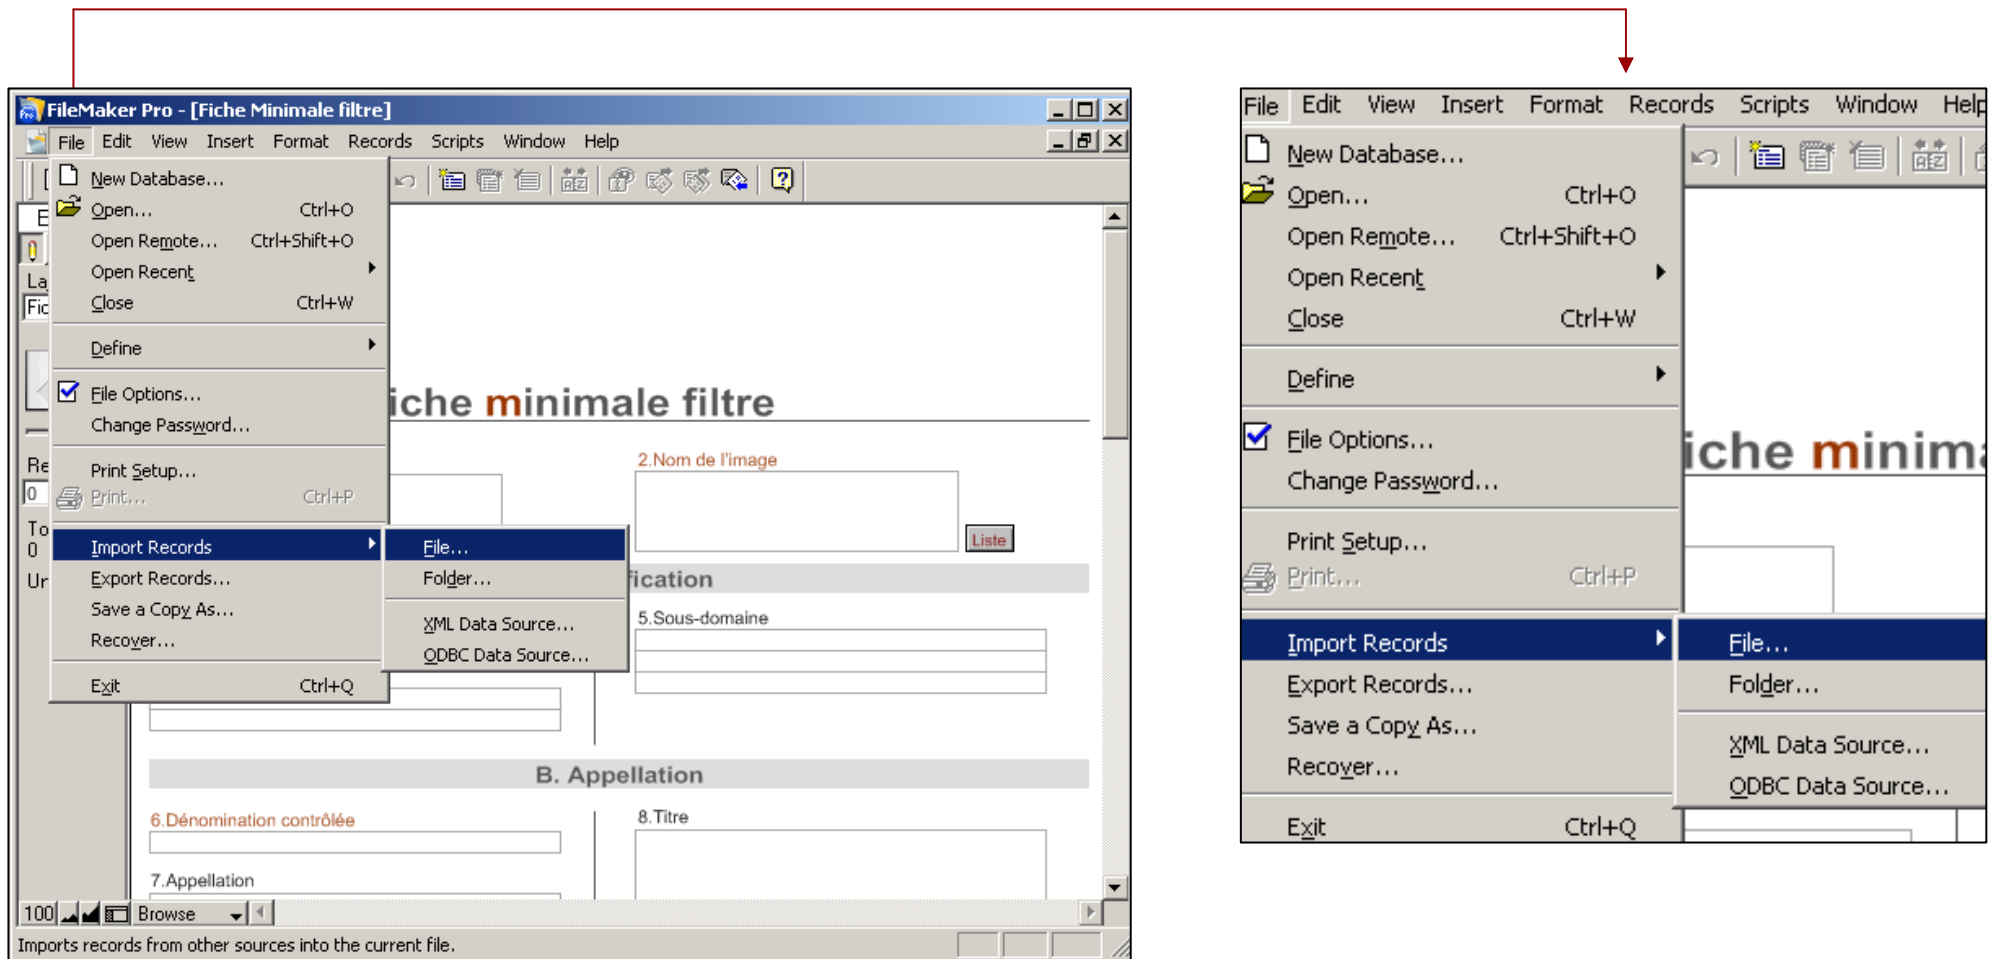 FileMaker Pro - [Fiche Minimale filtre]
File Edit View Insert Format Records Scripts Window Help
New Database...
Open... Ctrl+O
Open Remote... Ctrl+Shift+O
Open Recent
Close Ctrl+W
Define
File Options...
Change Password...
Print Setup...
Print... Ctrl+P
Import Records
Export Records...
Save a Copy As...
Recover...
Exit Ctrl+Q
File...
Folder...
XML Data Source...
ODBC Data Source...
0
0
iche minimale filtre
2.Nom de l'image
Liste
fication
5.Sous-domaine
B. Appellation
6.Dénomination contrôlée
8.Titre
7.Appellation
100 Browse
Imports records from other sources into the current file.
File Edit View Insert Format Records Scripts Window Help
New Database...
Open... Ctrl+O
Open Remote... Ctrl+Shift+O
Open Recent
Close Ctrl+W
Define
File Options...
Change Password...
Print Setup...
Print... Ctrl+P
Import Records
Export Records...
Save a Copy As...
Recover...
Exit Ctrl+Q
File...
Folder...
XML Data Source...
ODBC Data Source...
iche minima